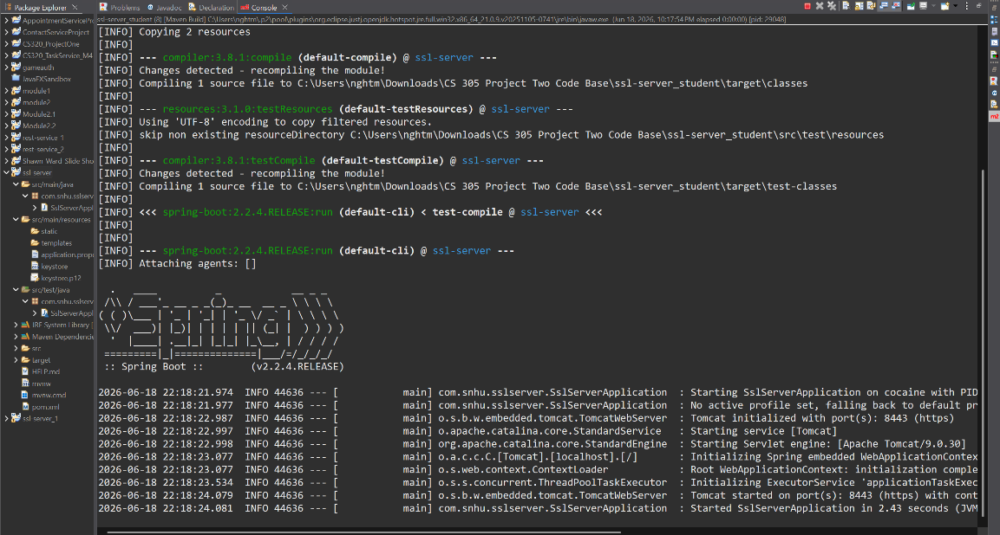 Package Explorer
Problems
Javadoc
Declaration
Console
ssl-server_student (8) [Maven Build] C:\Users\nghtm\.p2\pool\plugins\org.eclipse.justj.openjdk.hotspot.jre.full.win32.x86_64_21.0.9.v20251105-0741\jre\bin\javaw.exe (Jun 18, 2026, 10:17:54 PM elapsed 0:00:00) [pid: 29048]
AppointmentServicePro
ContactServiceProject
CS320_ProjectOne
CS320_TaskService_M4
gameauth
JavaFXSandbox
module1
module2
Module2.1
Module2.2
rest-service_1
rest_service_2
Shawn_Ward_Slide_Sho
ssl-server
src/main/java
com.snhu.sslserv
SslServerAppl
src/main/resources
static
templates
application.prope
keystore
keystore.p12
src/test/java
com.snhu.sslserv
SslServerAppl
JRE System Library [
Maven Dependencie
src
target
HELP.md
mvnw
mvnw.cmd
pom.xml
ssl-server_1
[INFO] Copying 2 resources
[INFO]
[INFO] --- compiler:3.8.1:compile (default-compile) @ ssl-server ---
[INFO] Changes detected - recompiling the module!
[INFO] Compiling 1 source file to C:\Users\nghtm\Downloads\CS 305 Project Two Code Base\ssl-server_student\target\classes
[INFO]
[INFO] --- resources:3.1.0:testResources (default-testResources) @ ssl-server ---
[INFO] Using 'UTF-8' encoding to copy filtered resources.
[INFO] skip non existing resourceDirectory C:\Users\nghtm\Downloads\CS 305 Project Two Code Base\ssl-server_student\src\test\resources
[INFO]
[INFO] --- compiler:3.8.1:testCompile (default-testCompile) @ ssl-server ---
[INFO] Changes detected - recompiling the module!
[INFO] Compiling 1 source file to C:\Users\nghtm\Downloads\CS 305 Project Two Code Base\ssl-server_student\target\test-classes
[INFO]
[INFO] <<< spring-boot:2.2.4.RELEASE:run (default-cli) < test-compile @ ssl-server <<<
[INFO]
[INFO]
[INFO] --- spring-boot:2.2.4.RELEASE:run (default-cli) @ ssl-server ---
[INFO] Attaching agents: []
:: Spring Boot :: (v2.2.4.RELEASE)
2026-06-18 22:18:21.974 INFO 44636 --- [ main] com.snhu.sslserver.SslServerApplication : Starting SslServerApplication on cocaine with PID
2026-06-18 22:18:21.977 INFO 44636 --- [ main] com.snhu.sslserver.SslServerApplication : No active profile set, falling back to default pr
2026-06-18 22:18:22.987 INFO 44636 --- [ main] o.s.b.w.embedded.tomcat.TomcatWebServer : Tomcat initialized with port(s): 8443 (https)
2026-06-18 22:18:22.997 INFO 44636 --- [ main] o.apache.catalina.core.StandardService : Starting service [Tomcat]
2026-06-18 22:18:22.998 INFO 44636 --- [ main] org.apache.catalina.core.StandardEngine : Starting Servlet engine: [Apache Tomcat/9.0.30]
2026-06-18 22:18:23.077 INFO 44636 --- [ main] o.a.c.c.C.[Tomcat].[localhost].[/] : Initializing Spring embedded WebApplicationContex
2026-06-18 22:18:23.077 INFO 44636 --- [ main] o.s.web.context.ContextLoader : Root WebApplicationContext: initialization comple
2026-06-18 22:18:23.534 INFO 44636 --- [ main] o.s.s.concurrent.ThreadPoolTaskExecutor : Initializing ExecutorService 'applicationTaskExec
2026-06-18 22:18:24.079 INFO 44636 --- [ main] o.s.b.w.embedded.tomcat.TomcatWebServer : Tomcat started on port(s): 8443 (https) with cont
2026-06-18 22:18:24.081 INFO 44636 --- [ main] com.snhu.sslserver.SslServerApplication : Started SslServerApplication in 2.43 seconds (JVM